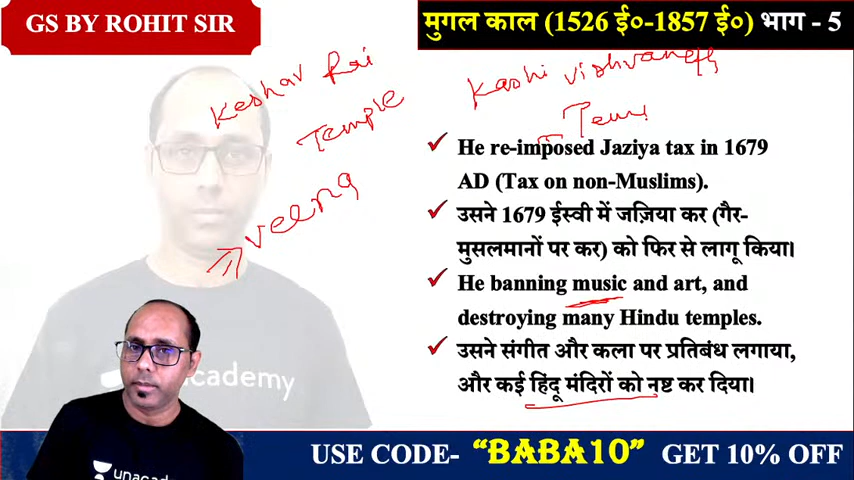 GS BY ROHIT SIR
मुगल काल (1526 ई०-1857 ई०) भाग - 5
Keshav Rai
Temple
Veena
Kashi vishvanath
Tem
✓ He re-imposed Jaziya tax in 1679
AD (Tax on non-Muslims).
✓ उसने 1679 ईस्वी में जज़िया कर (गैर-
मुसलमानों पर कर) को फिर से लागू किया।
✓ He banning music and art, and
destroying many Hindu temples.
✓ उसने संगीत और कला पर प्रतिबंध लगाया,
और कई हिंदू मंदिरों को नष्ट कर दिया।
unacademy
USE CODE- “BABA10” GET 10% OFF